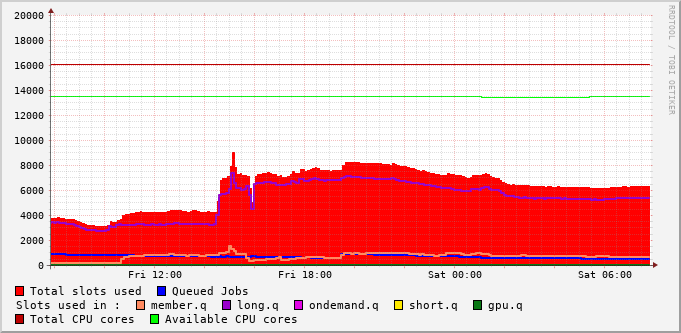 RRDTOOL / TOBI OETIKER
20000
18000
16000
14000
12000
10000
8000
6000
4000
2000
0
Fri 12:00 Fri 18:00 Sat 00:00 Sat 06:00
Total slots used Queued Jobs
Slots used in : member.q long.q ondemand.q short.q gpu.q
Total CPU cores Available CPU cores